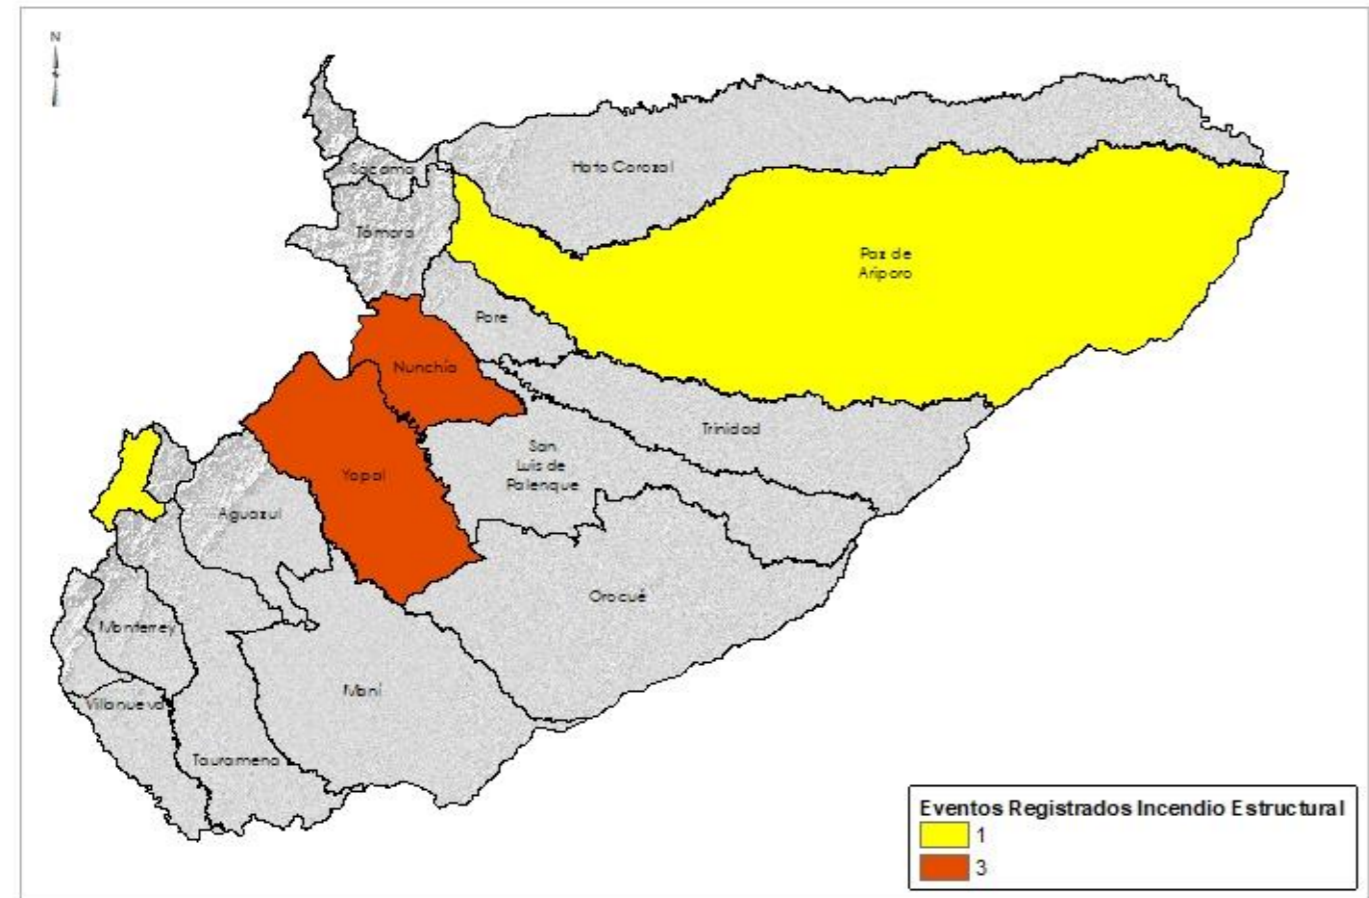 N
Hato Corozal
Sácama
Támara
Paz de
Ariporo
Pore
Nunchía
Trinidad
San
Luis de
Palenque
Yopal
Aguazul
Orocué
Monterrey
Maní
Villanueva
Tauramena
Eventos Registrados Incendio Estructural
1
3